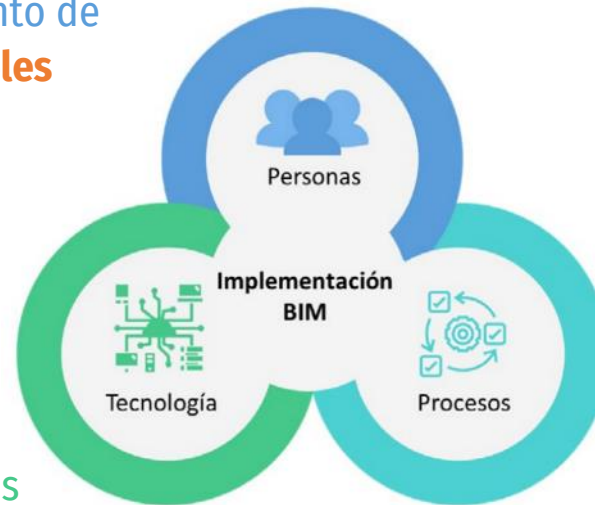 nto de
les
Personas
Implementación
BIM
Tecnología
Procesos
s